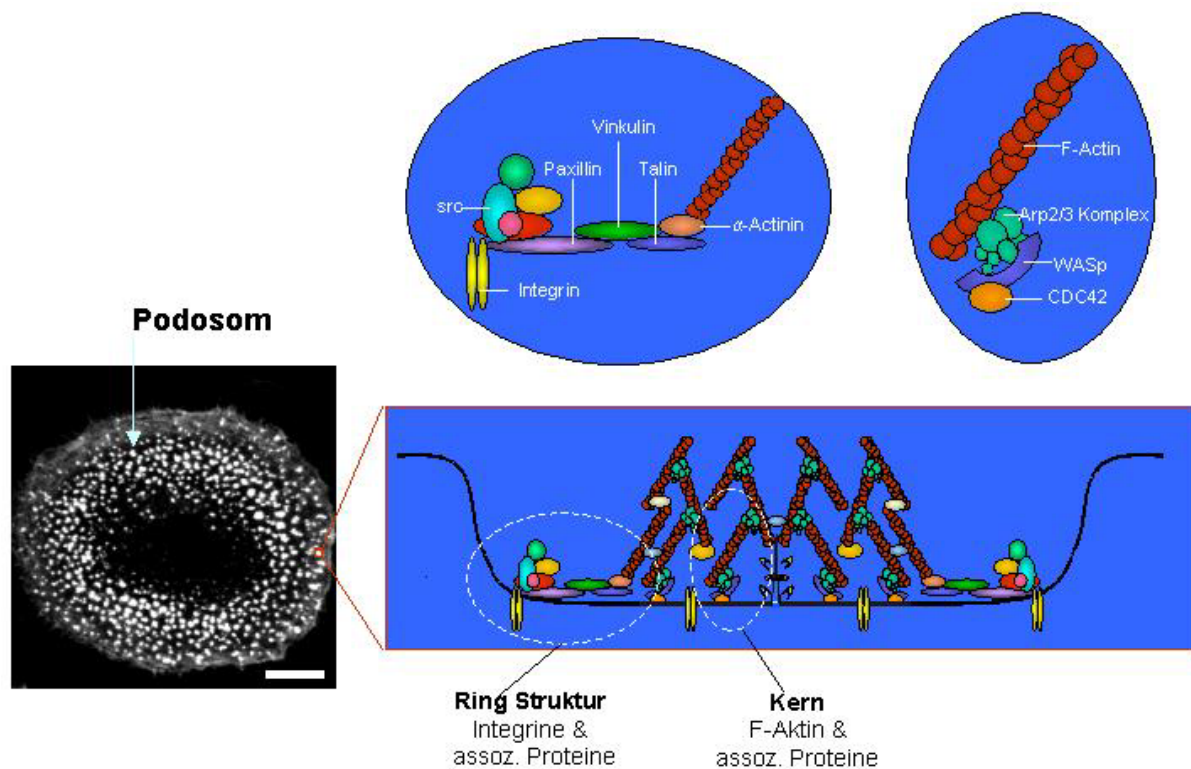 Vinkulin
Paxillin
Talin
src
α-Actinin
Integrin
F-Actin
Arp2/3 Komplex
WASp
CDC42
Podosom
Ring Struktur
Integrine &
assoz. Proteine
Kern
F-Aktin &
assoz. Proteine